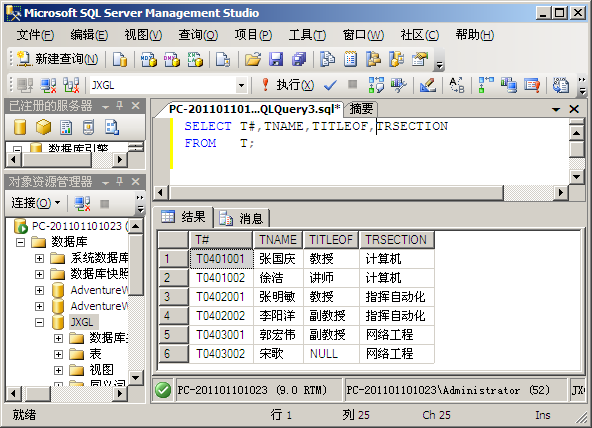 Microsoft SQL Server Management Studio
文件(F) 编辑(E) 视图(V) 查询(Q) 项目(P) 工具(T) 窗口(W) 社区(C) 帮助(H)
新建查询(N)
JXGL 执行(X)
已注册的服务器
数据库引擎
对象资源管理器
连接(O)
PC-201101101023 (
数据库
系统数据库
数据库快照
AdventureW
AdventureW
JXGL
数据库
表
视图
同义词
PC-201101101...QLQuery3.sql* 摘要
SELECT T#,TNAME,TITLEOF,TRSECTION
FROM T;
结果 消息
T# TNAME TITLEOF TRSECTION
1 T0401001 张国庆 教授 计算机
2 T0401002 徐浩 讲师 计算机
3 T0402001 张明敏 教授 指挥自动化
4 T0402002 李阳洋 副教授 指挥自动化
5 T0403001 郭宏伟 副教授 网络工程
6 T0403002 宋歌 NULL 网络工程
PC-201101101023 (9.0 RTM) PC-201101101023\Administrator (52) JX
就绪 行 1 列 25 Ch 25 Ins